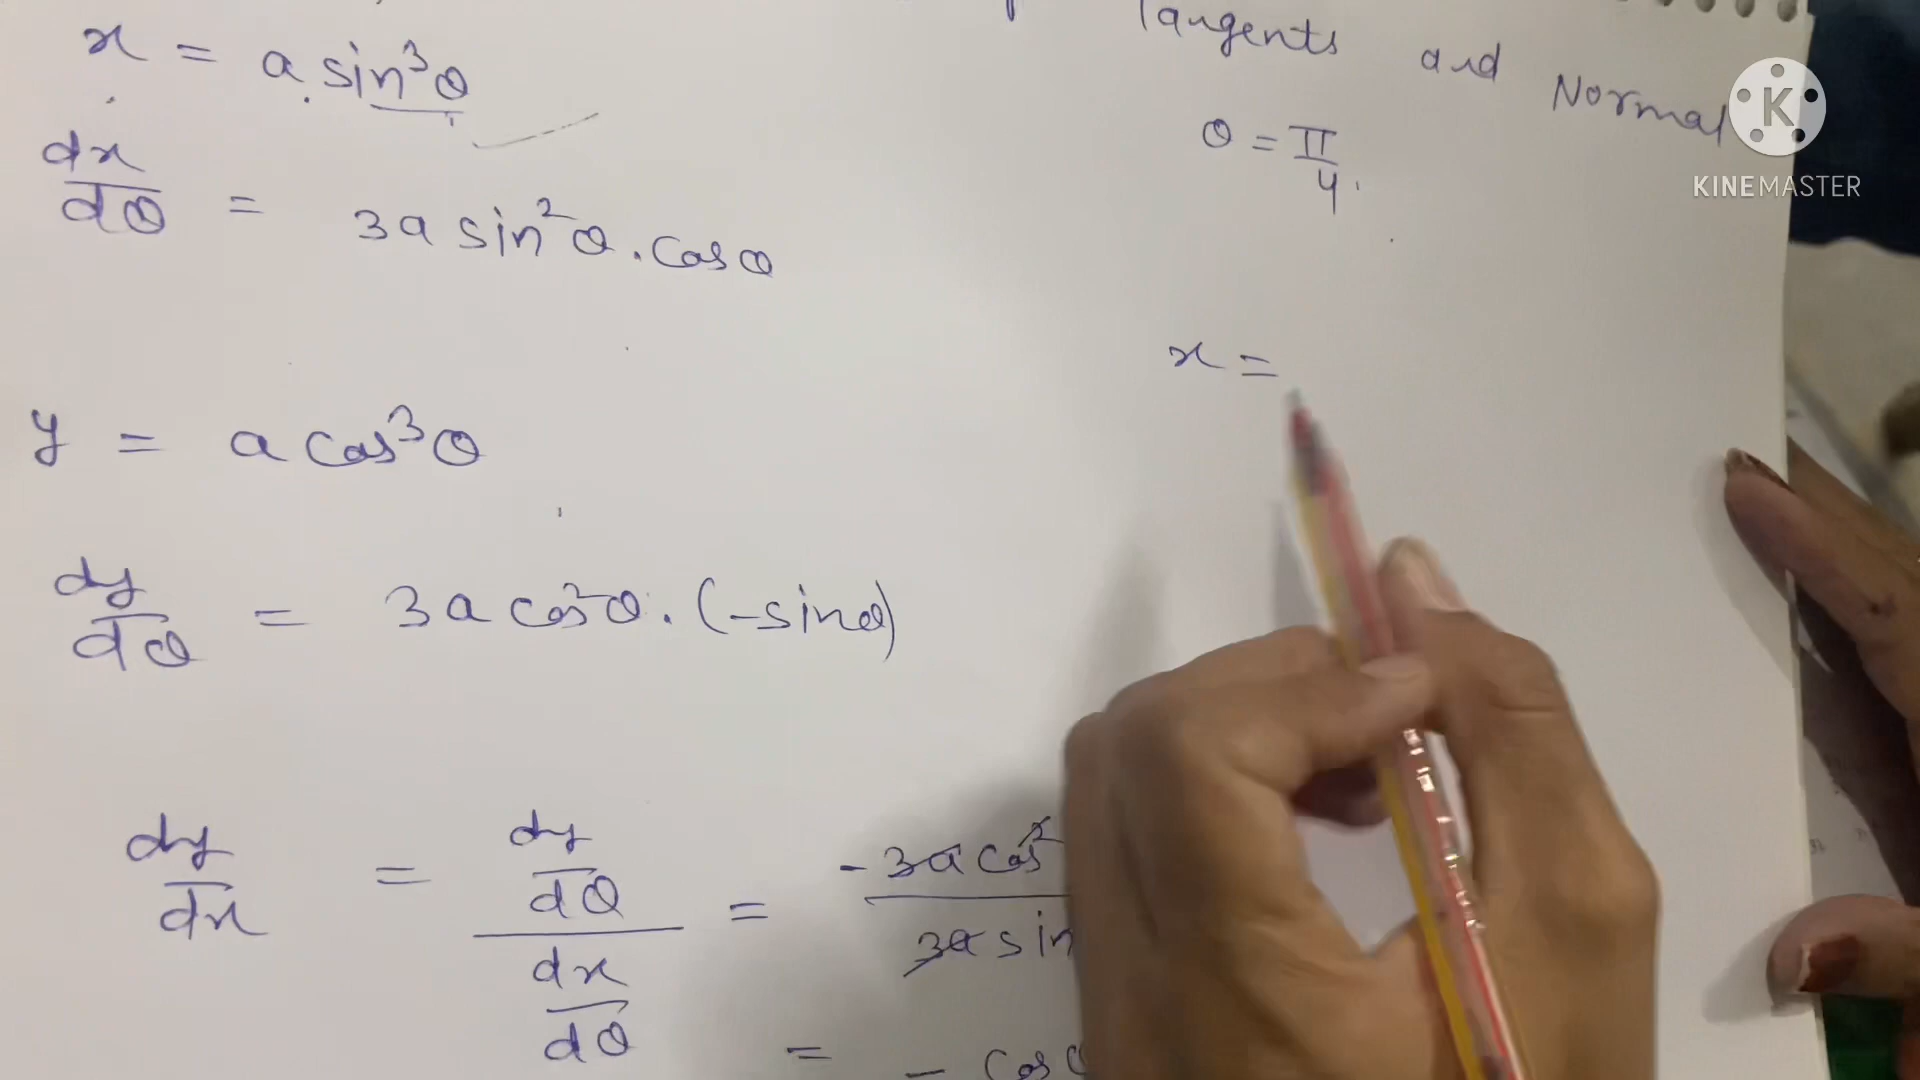 Tangents and Normal
x = a sin³θ
θ = π/4
dx/dθ = 3a sin²θ . cosθ
x =
y = a cos³θ
dy/dθ = 3a cos²θ . (-sinθ)
dy/dx = dy/dθ / dx/dθ = -3a cos² / 3a sin
= - cos θ
KINEMASTER